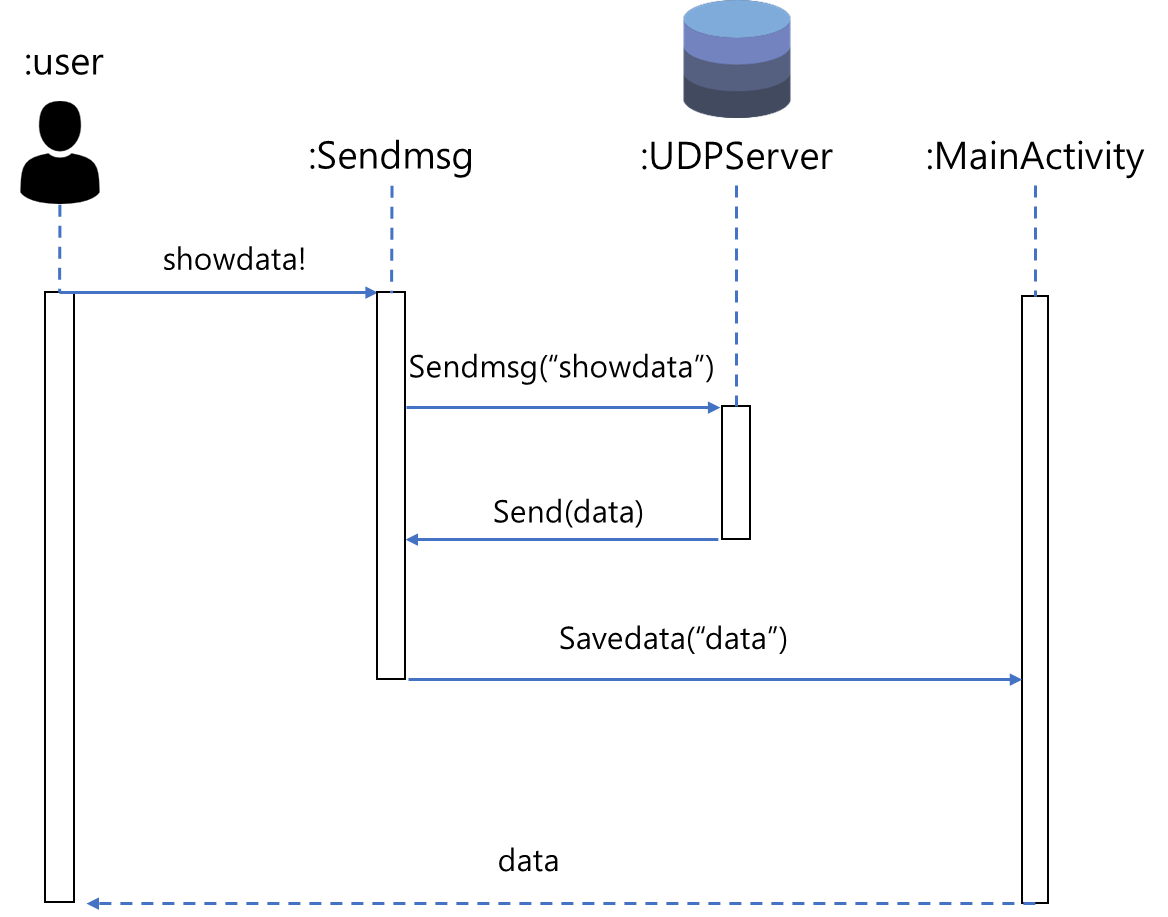 :user
:Sendmsg
:UDPServer
:MainActivity
showdata!
Sendmsg(“showdata”)
Send(data)
Savedata(“data”)
data